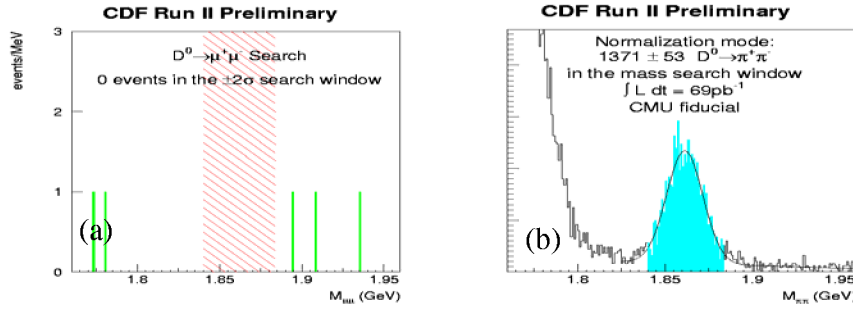 CDF Run II Preliminary
events/MeV
3
2
1
0
D⁰→μ⁺μ⁻ Search
0 events in the ±2σ search window
(a)
1.8
1.85
1.9
1.95
M_μμ (GeV)
CDF Run II Preliminary
Normalization mode:
1371 ± 53 D⁰→π⁺π⁻
in the mass search window
∫ L dt = 69pb⁻¹
CMU fiducial
(b)
1.8
1.85
1.9
1.95
M_ππ (GeV)